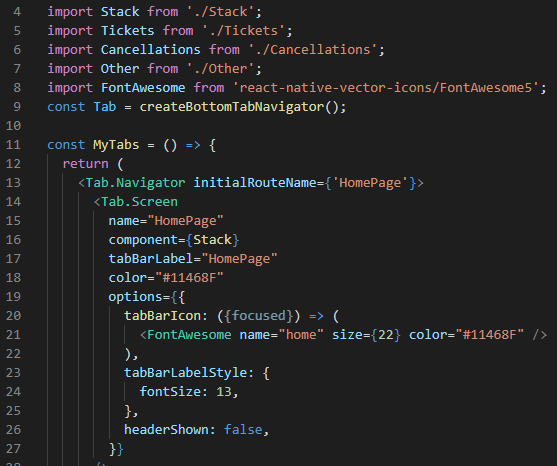 4 import Stack from './Stack';
5 import Tickets from './Tickets';
6 import Cancellations from './Cancellations';
7 import Other from './Other';
8 import FontAwesome from 'react-native-vector-icons/FontAwesome5';
9 const Tab = createBottomTabNavigator();
10
11 const MyTabs = () => {
12   return (
13     <Tab.Navigator initialRouteName={'HomePage'}>
14       <Tab.Screen
15         name="HomePage"
16         component={Stack}
17         tabBarLabel="HomePage"
18         color="#11468F"
19         options={{
20           tabBarIcon: ({focused}) => (
21             <FontAwesome name="home" size={22} color="#11468F" />
22           ),
23           tabBarLabelStyle: {
24             fontSize: 13,
25           },
26           headerShown: false,
27         }}
28       />